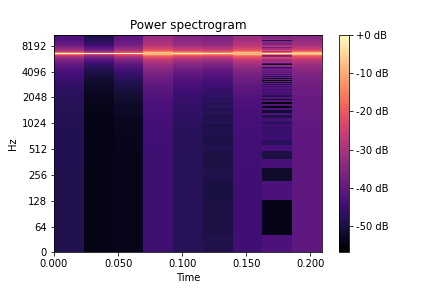 Power spectrogram
Hz
8192
4096
2048
1024
512
256
128
64
0
0.000 0.050 0.100 0.150 0.200
Time
+0 dB
-10 dB
-20 dB
-30 dB
-40 dB
-50 dB